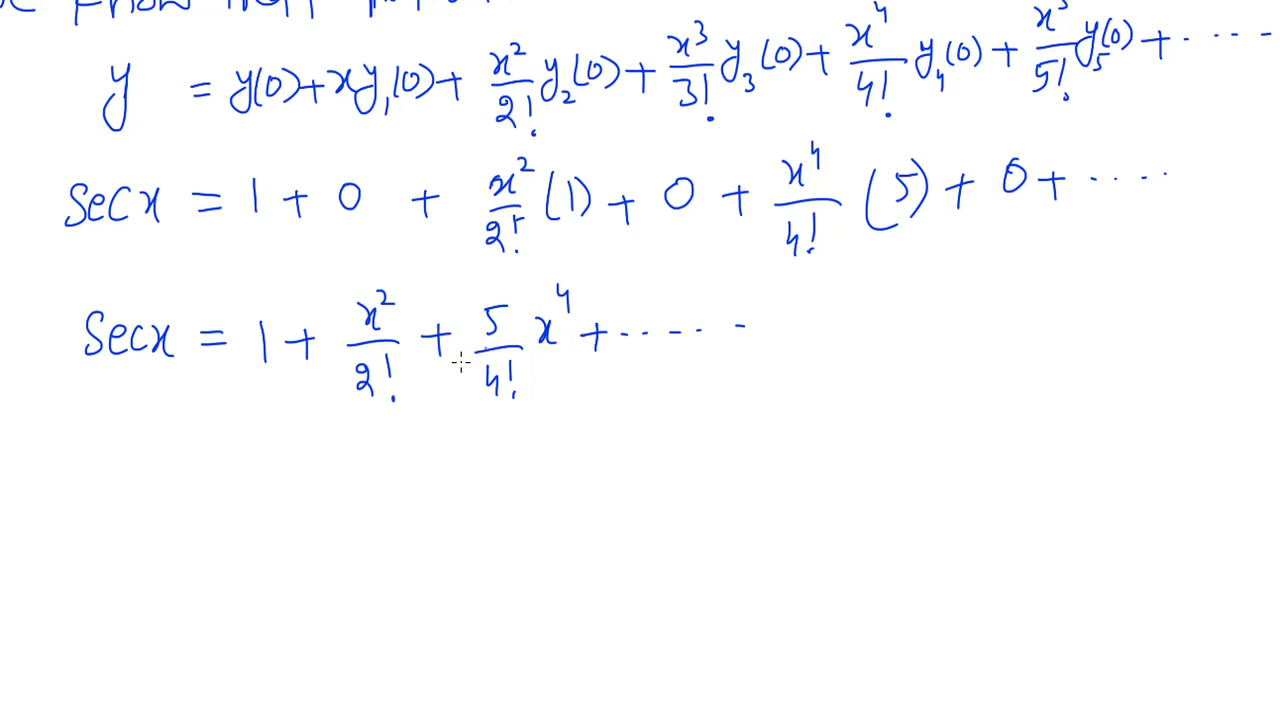 y = y(0) + xy₁(0) + x²/2! y₂(0) + x³/3! y₃(0) + x⁴/4! y₄(0) + x⁵/5! y₅(0) + ....
Secx = 1 + 0 + x²/2! (1) + 0 + x⁴/4! (5) + 0 + ....
Secx = 1 + x²/2! + 5/4! x⁴ + .....